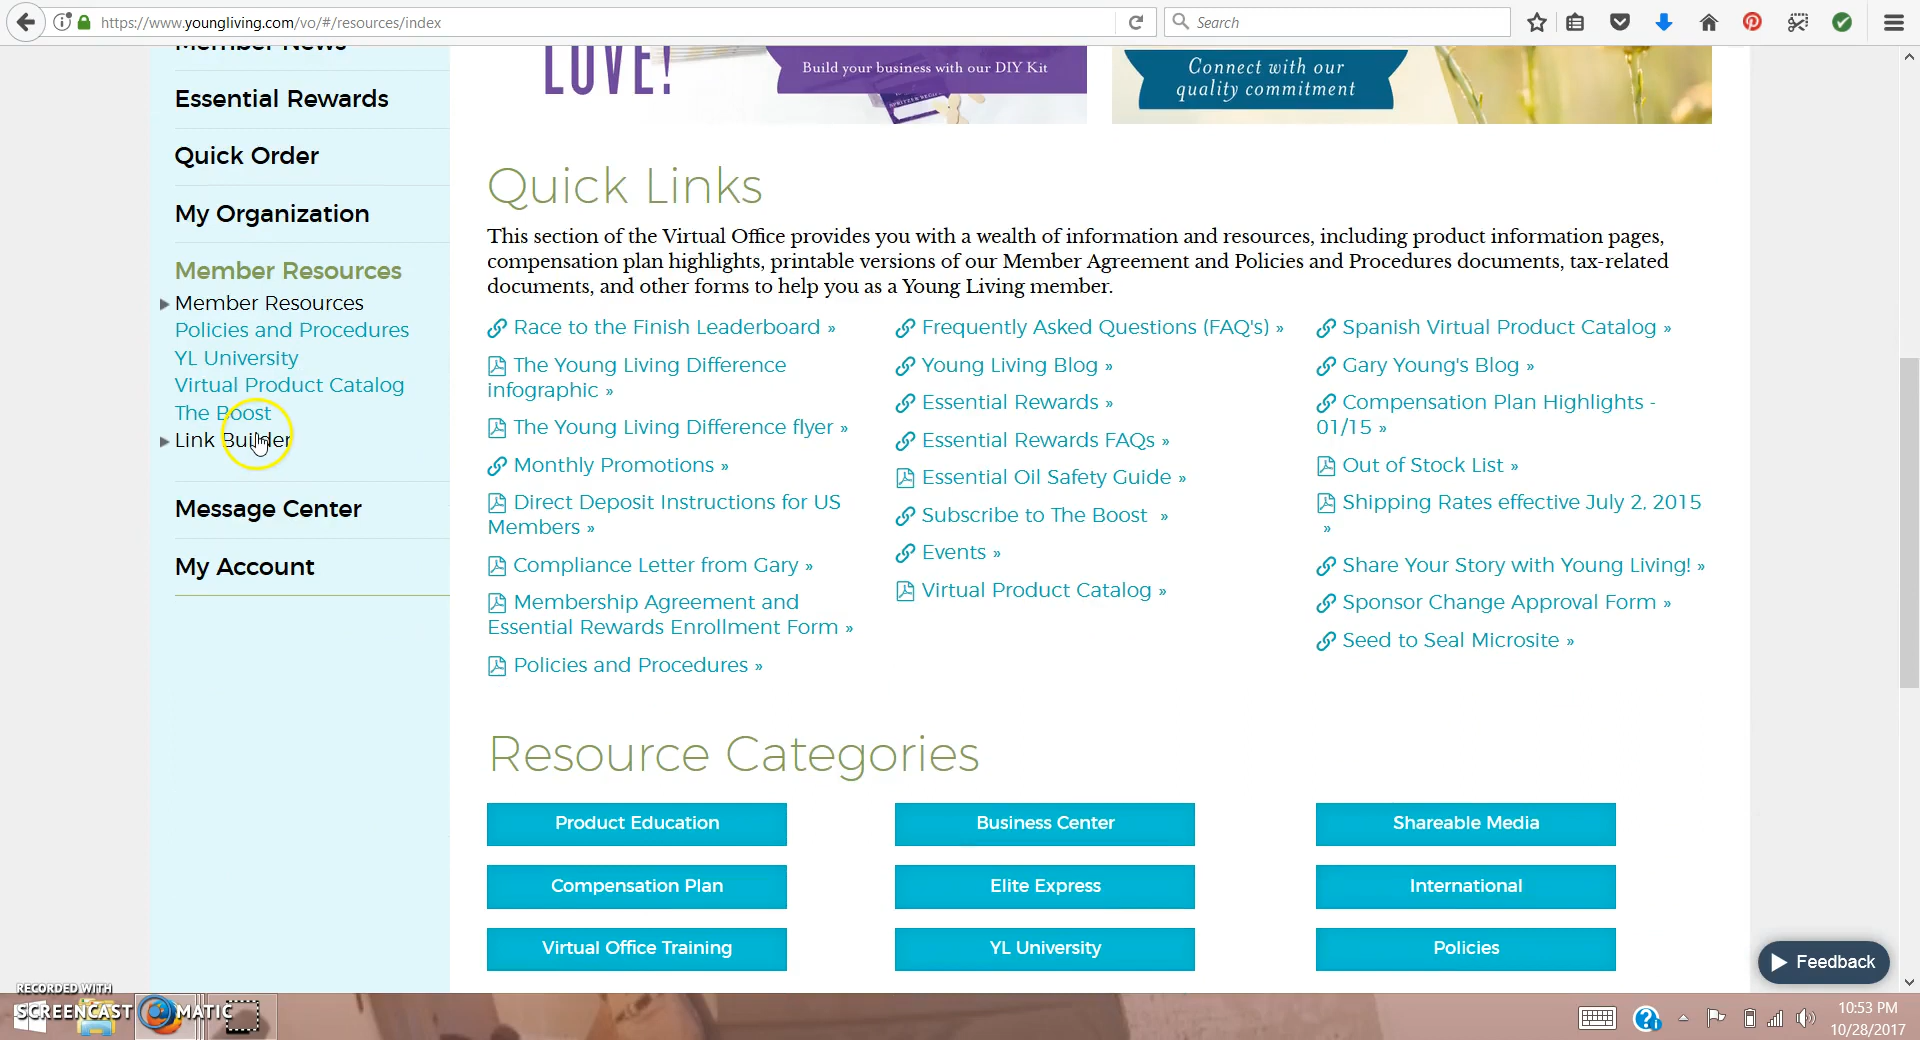 https://www.youngliving.com/vo/#/resources/index
Search
Member News
Essential Rewards
Quick Order
My Organization
Member Resources
Member Resources
Policies and Procedures
YL University
Virtual Product Catalog
The Boost
Link Builder
Message Center
My Account
LOVE!
Build your business with our DIY Kit
Connect with our
quality commitment
Quick Links
This section of the Virtual Office provides you with a wealth of information and resources, including product information pages,
compensation plan highlights, printable versions of our Member Agreement and Policies and Procedures documents, tax-related
documents, and other forms to help you as a Young Living member.
Race to the Finish Leaderboard »
The Young Living Difference
infographic »
The Young Living Difference flyer »
Monthly Promotions »
Direct Deposit Instructions for US
Members »
Compliance Letter from Gary »
Membership Agreement and
Essential Rewards Enrollment Form »
Policies and Procedures »
Frequently Asked Questions (FAQ's) »
Young Living Blog »
Essential Rewards »
Essential Rewards FAQs »
Essential Oil Safety Guide »
Subscribe to The Boost »
Events »
Virtual Product Catalog »
Spanish Virtual Product Catalog »
Gary Young's Blog »
Compensation Plan Highlights -
01/15 »
Out of Stock List »
Shipping Rates effective July 2, 2015
»
Share Your Story with Young Living! »
Sponsor Change Approval Form »
Seed to Seal Microsite »
Resource Categories
Product Education
Business Center
Shareable Media
Compensation Plan
Elite Express
International
Virtual Office Training
YL University
Policies
Feedback
RECORDED WITH
SCREENCAST MATIC
10:53 PM
10/28/2017